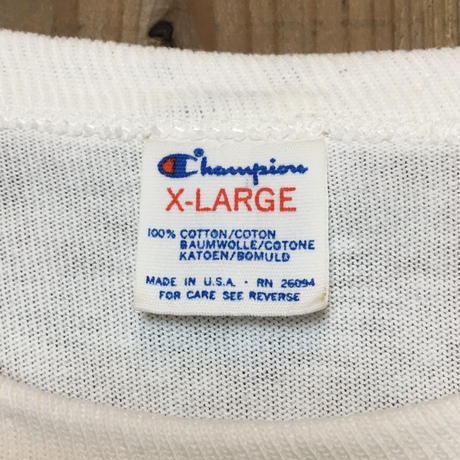 Champion
X-LARGE
100% COTTON/COTON
BAUMWOLLE/COTONE
KATOEN/BOMULD
MADE IN U.S.A. · RN 26094
FOR CARE SEE REVERSE